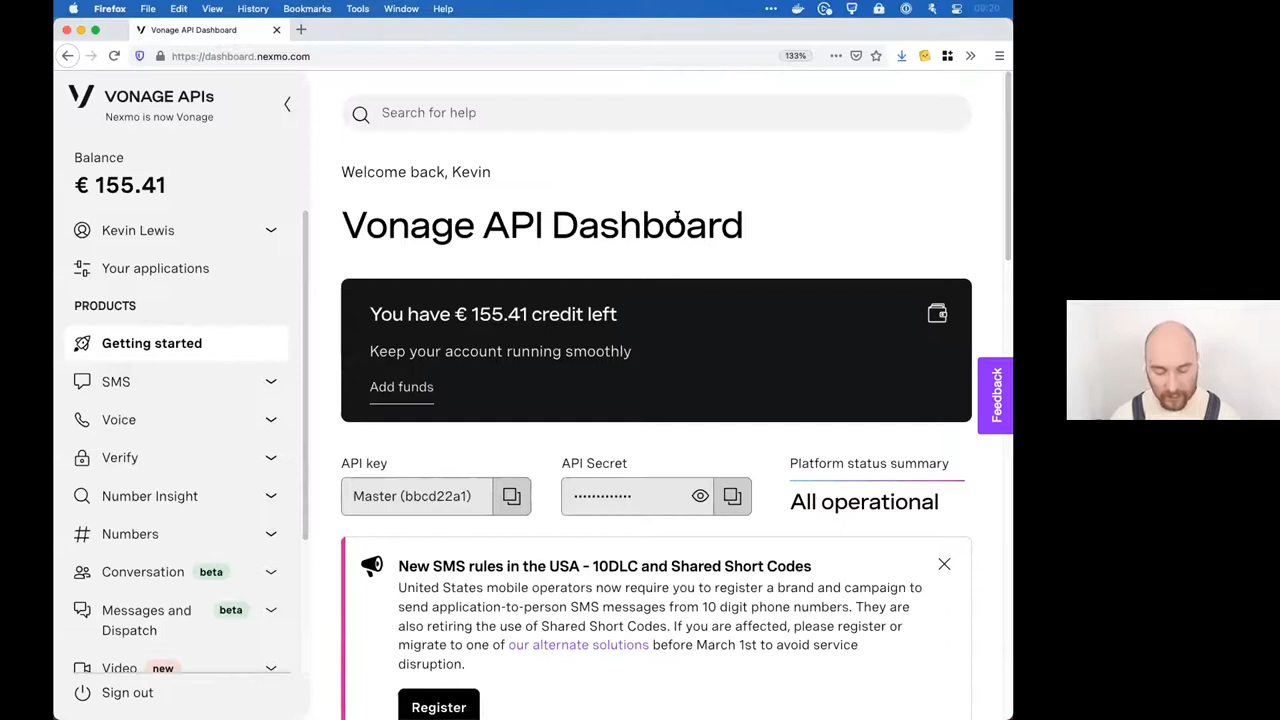 Firefox File Edit View History Bookmarks Tools Window Help 09:20
Vonage API Dashboard
https://dashboard.nexmo.com 133%
VONAGE APIs
Nexmo is now Vonage
Balance
€ 155.41
Kevin Lewis
Your applications
PRODUCTS
Getting started
SMS
Voice
Verify
Number Insight
Numbers
Conversation beta
Messages and Dispatch beta
Video new
Sign out
Search for help
Welcome back, Kevin
Vonage API Dashboard
You have € 155.41 credit left
Keep your account running smoothly
Add funds
API key
Master (bbcd22a1)
API Secret
•••••••••••••
Platform status summary
All operational
Feedback
New SMS rules in the USA – 10DLC and Shared Short Codes
United States mobile operators now require you to register a brand and campaign to
send application-to-person SMS messages from 10 digit phone numbers. They are
also retiring the use of Shared Short Codes. If you are affected, please register or
migrate to one of our alternate solutions before March 1st to avoid service
disruption.
Register